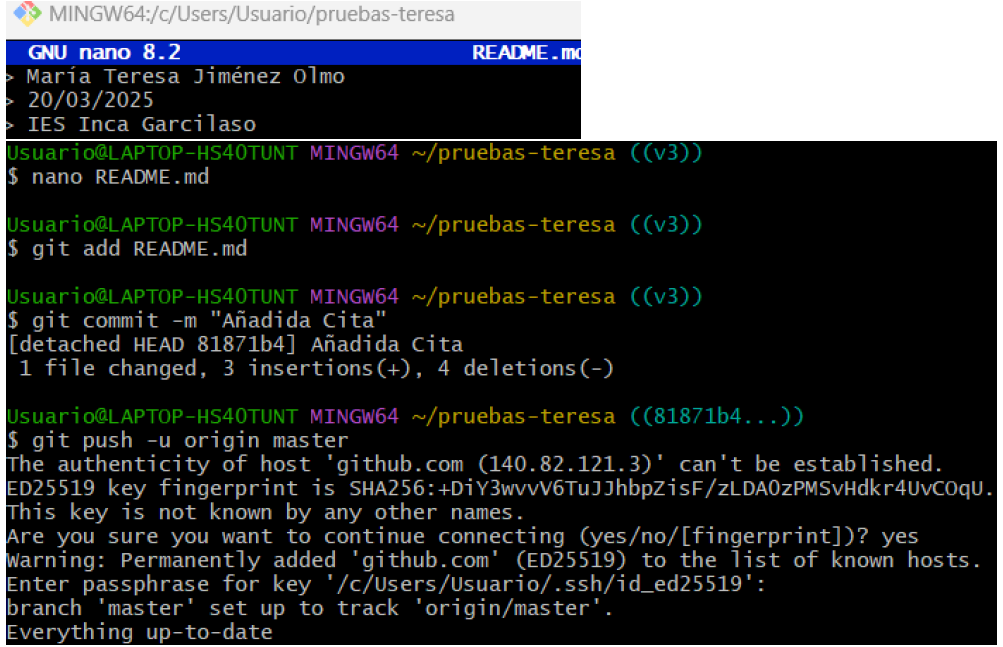 MINGW64:/c/Users/Usuario/pruebas-teresa
GNU nano 8.2 README.md
> María Teresa Jiménez Olmo
> 20/03/2025
> IES Inca Garcilaso
Usuario@LAPTOP-HS4OTUNT MINGW64 ~/pruebas-teresa ((v3))
$ nano README.md
Usuario@LAPTOP-HS4OTUNT MINGW64 ~/pruebas-teresa ((v3))
$ git add README.md
Usuario@LAPTOP-HS4OTUNT MINGW64 ~/pruebas-teresa ((v3))
$ git commit -m "Añadida Cita"
[detached HEAD 81871b4] Añadida Cita
1 file changed, 3 insertions(+), 4 deletions(-)
Usuario@LAPTOP-HS4OTUNT MINGW64 ~/pruebas-teresa ((81871b4...))
$ git push -u origin master
The authenticity of host 'github.com (140.82.121.3)' can't be established.
ED25519 key fingerprint is SHA256:+DiY3wvvV6TuJJhbpZisF/zLDA0zPMSvHdkr4UvCOqU.
This key is not known by any other names.
Are you sure you want to continue connecting (yes/no/[fingerprint])? yes
Warning: Permanently added 'github.com' (ED25519) to the list of known hosts.
Enter passphrase for key '/c/Users/Usuario/.ssh/id_ed25519':
branch 'master' set up to track 'origin/master'.
Everything up-to-date